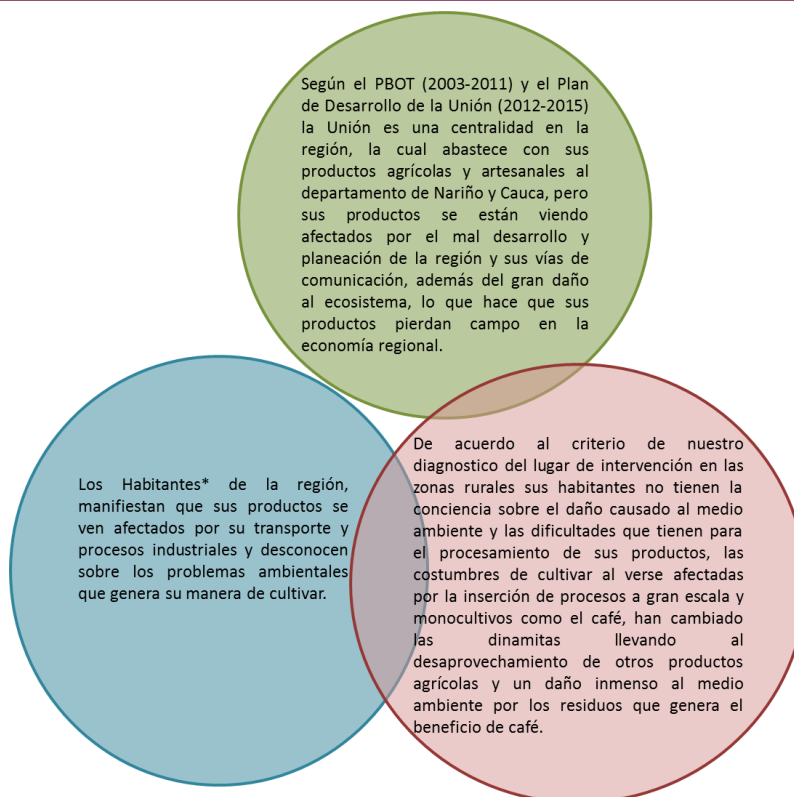 Según el PBOT (2003-2011) y el Plan
de Desarrollo de la Unión (2012-2015)
la Unión es una centralidad en la
región, la cual abastece con sus
productos agrícolas y artesanales al
departamento de Nariño y Cauca, pero
sus productos se están viendo
afectados por el mal desarrollo y
planeación de la región y sus vías de
comunicación, además del gran daño
al ecosistema, lo que hace que sus
productos pierdan campo en la
economía regional.
Los Habitantes* de la región,
manifiestan que sus productos se
ven afectados por su transporte y
procesos industriales y desconocen
sobre los problemas ambientales
que genera su manera de cultivar.
De acuerdo al criterio de nuestro
diagnostico del lugar de intervención en las
zonas rurales sus habitantes no tienen la
conciencia sobre el daño causado al medio
ambiente y las dificultades que tienen para
el procesamiento de sus productos, las
costumbres de cultivar al verse afectadas
por la inserción de procesos a gran escala y
monocultivos como el café, han cambiado
las dinamitas llevando al
desaprovechamiento de otros productos
agrícolas y un daño inmenso al medio
ambiente por los residuos que genera el
beneficio de café.